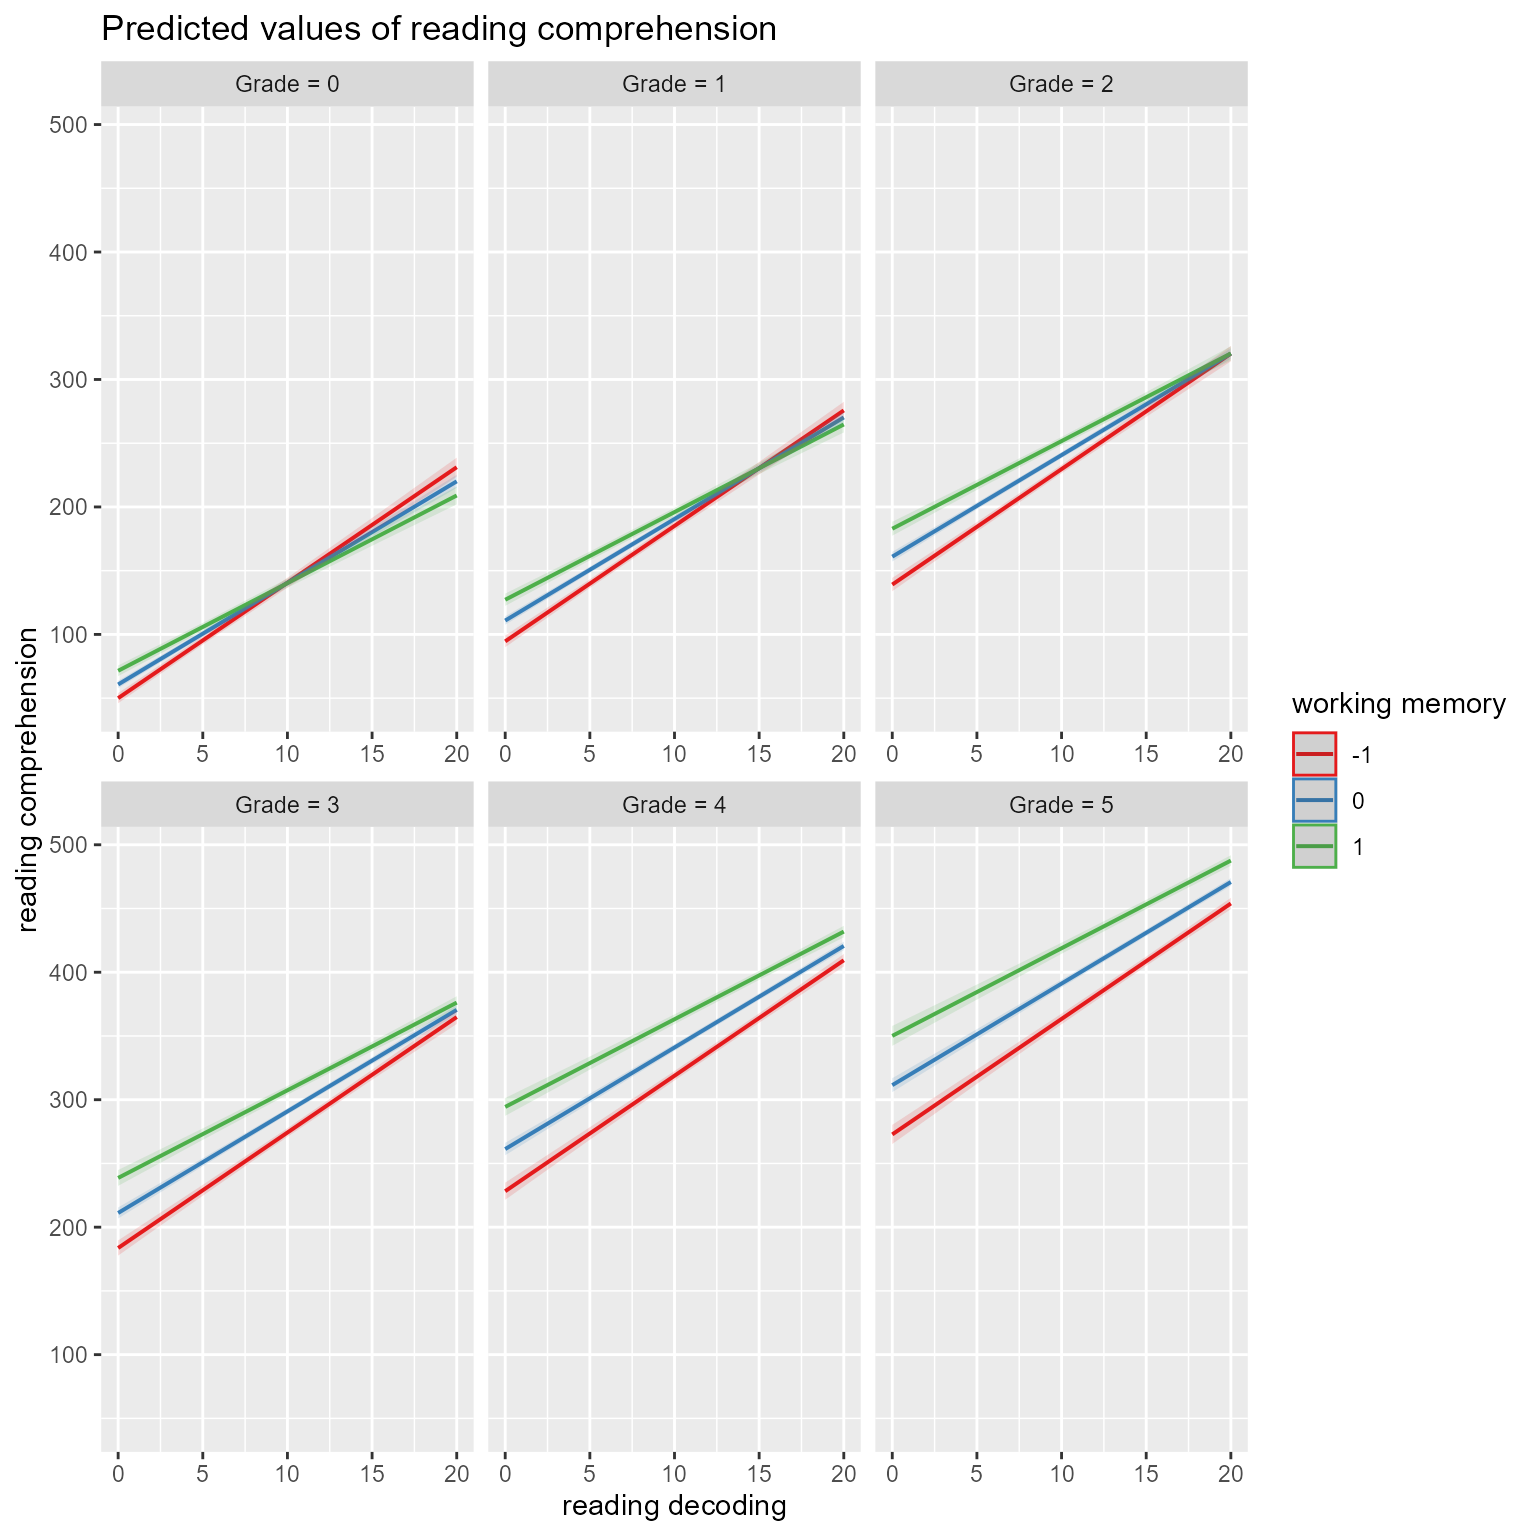 Predicted values of reading comprehension
Grade = 0
Grade = 1
Grade = 2
500
400
300
200
100
0 5 10 15 20
0 5 10 15 20
0 5 10 15 20
Grade = 3
Grade = 4
Grade = 5
500
400
300
200
100
0 5 10 15 20
0 5 10 15 20
0 5 10 15 20
reading decoding
reading comprehension
working memory
-1
0
1